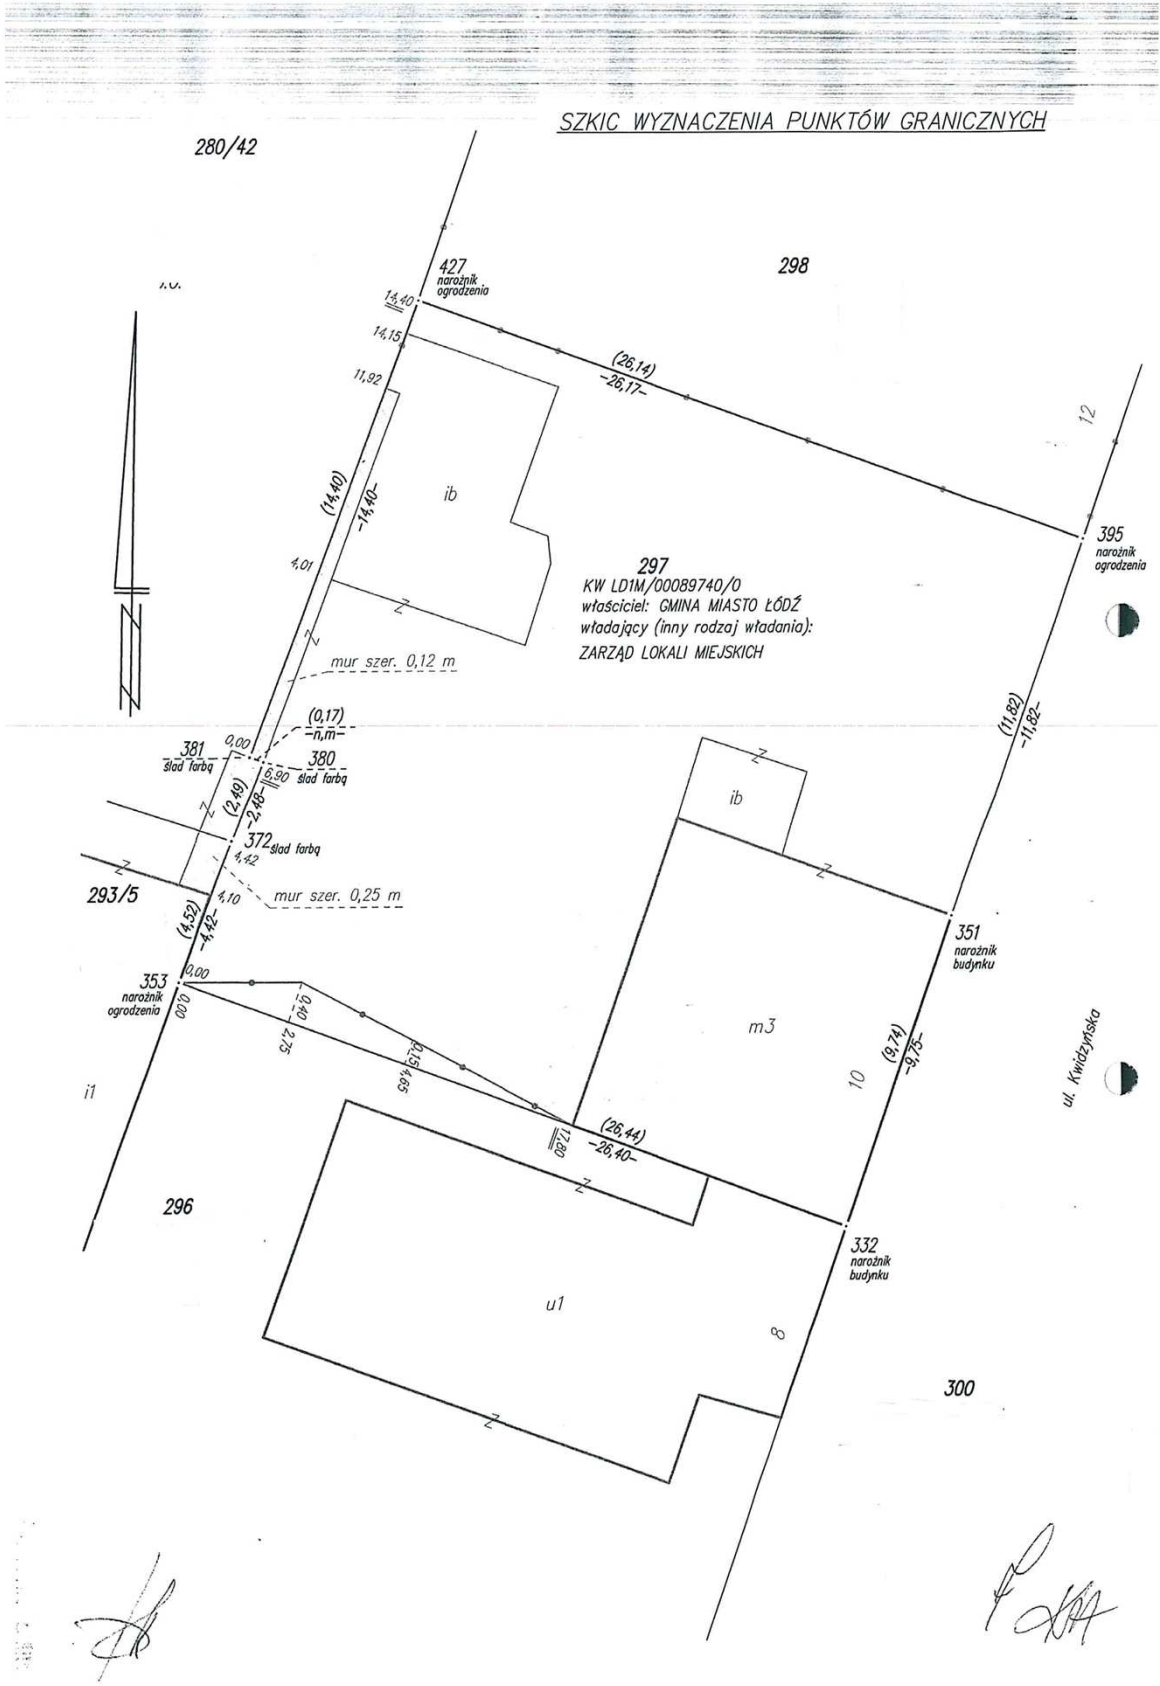 SZKIC WYZNACZENIA PUNKTÓW GRANICZNYCH
280/42
298
427
narożnik
ogrodzenia
14,40
14,15
11,92
(26,14)
-26,17-
12
(14,40)
-14,40-
ib
395
narożnik
ogrodzenia
4,01
297
KW LD1M/00089740/0
właściciel: GMINA MIASTO ŁÓDŹ
władający (inny rodzaj władania):
ZARZĄD LOKALI MIEJSKICH
mur szer. 0,12 m
(0,17)
-n,m-
(11,82)
-11,82-
0,00
381
ślad farbą
380
ślad farbą
6,90
(2,49)
-2,48-
ib
372
ślad farbą
4,42
293/5
4,10
mur szer. 0,25 m
(4,52)
-4,42-
351
narożnik
budynku
353
narożnik
ogrodzenia
0,00
0,00
0,40
2,75
0,15
4,65
m3
(9,74)
-9,75-
10
ul. Kwidzyńska
i1
(26,44)
-26,40-
17,80
296
332
narożnik
budynku
u1
8
300